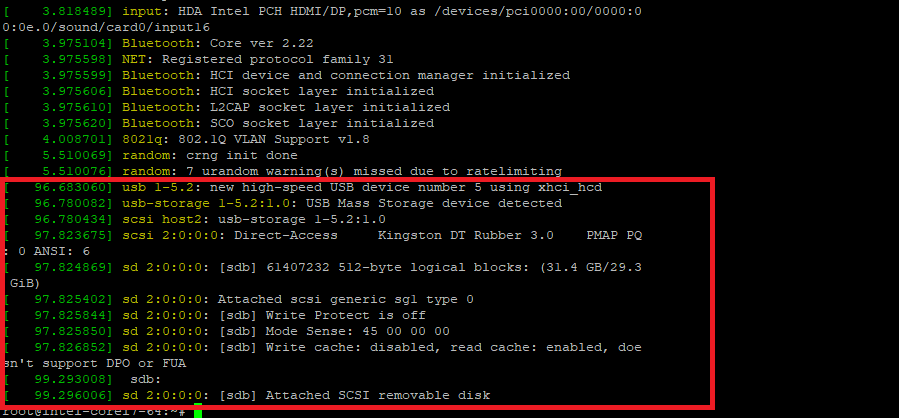 [    3.818489] input: HDA Intel PCH HDMI/DP,pcm=10 as /devices/pci0000:00/0000:0
0:0e.0/sound/card0/input16
[    3.975104] Bluetooth: Core ver 2.22
[    3.975598] NET: Registered protocol family 31
[    3.975599] Bluetooth: HCI device and connection manager initialized
[    3.975606] Bluetooth: HCI socket layer initialized
[    3.975610] Bluetooth: L2CAP socket layer initialized
[    3.975620] Bluetooth: SCO socket layer initialized
[    4.008701] 8021q: 802.1Q VLAN Support v1.8
[    5.510069] random: crng init done
[    5.510076] random: 7 urandom warning(s) missed due to ratelimiting
[   96.683060] usb 1-5.2: new high-speed USB device number 5 using xhci_hcd
[   96.780082] usb-storage 1-5.2:1.0: USB Mass Storage device detected
[   96.780434] scsi host2: usb-storage 1-5.2:1.0
[   97.823675] scsi 2:0:0:0: Direct-Access     Kingston DT Rubber 3.0    PMAP PQ
: 0 ANSI: 6
[   97.824869] sd 2:0:0:0: [sdb] 61407232 512-byte logical blocks: (31.4 GB/29.3
 GiB)
[   97.825402] sd 2:0:0:0: Attached scsi generic sg1 type 0
[   97.825844] sd 2:0:0:0: [sdb] Write Protect is off
[   97.825850] sd 2:0:0:0: [sdb] Mode Sense: 45 00 00 00
[   97.826852] sd 2:0:0:0: [sdb] Write cache: disabled, read cache: enabled, doe
sn't support DPO or FUA
[   99.293008]  sdb:
[   99.296006] sd 2:0:0:0: [sdb] Attached SCSI removable disk
root@intel-corei7-64:~#